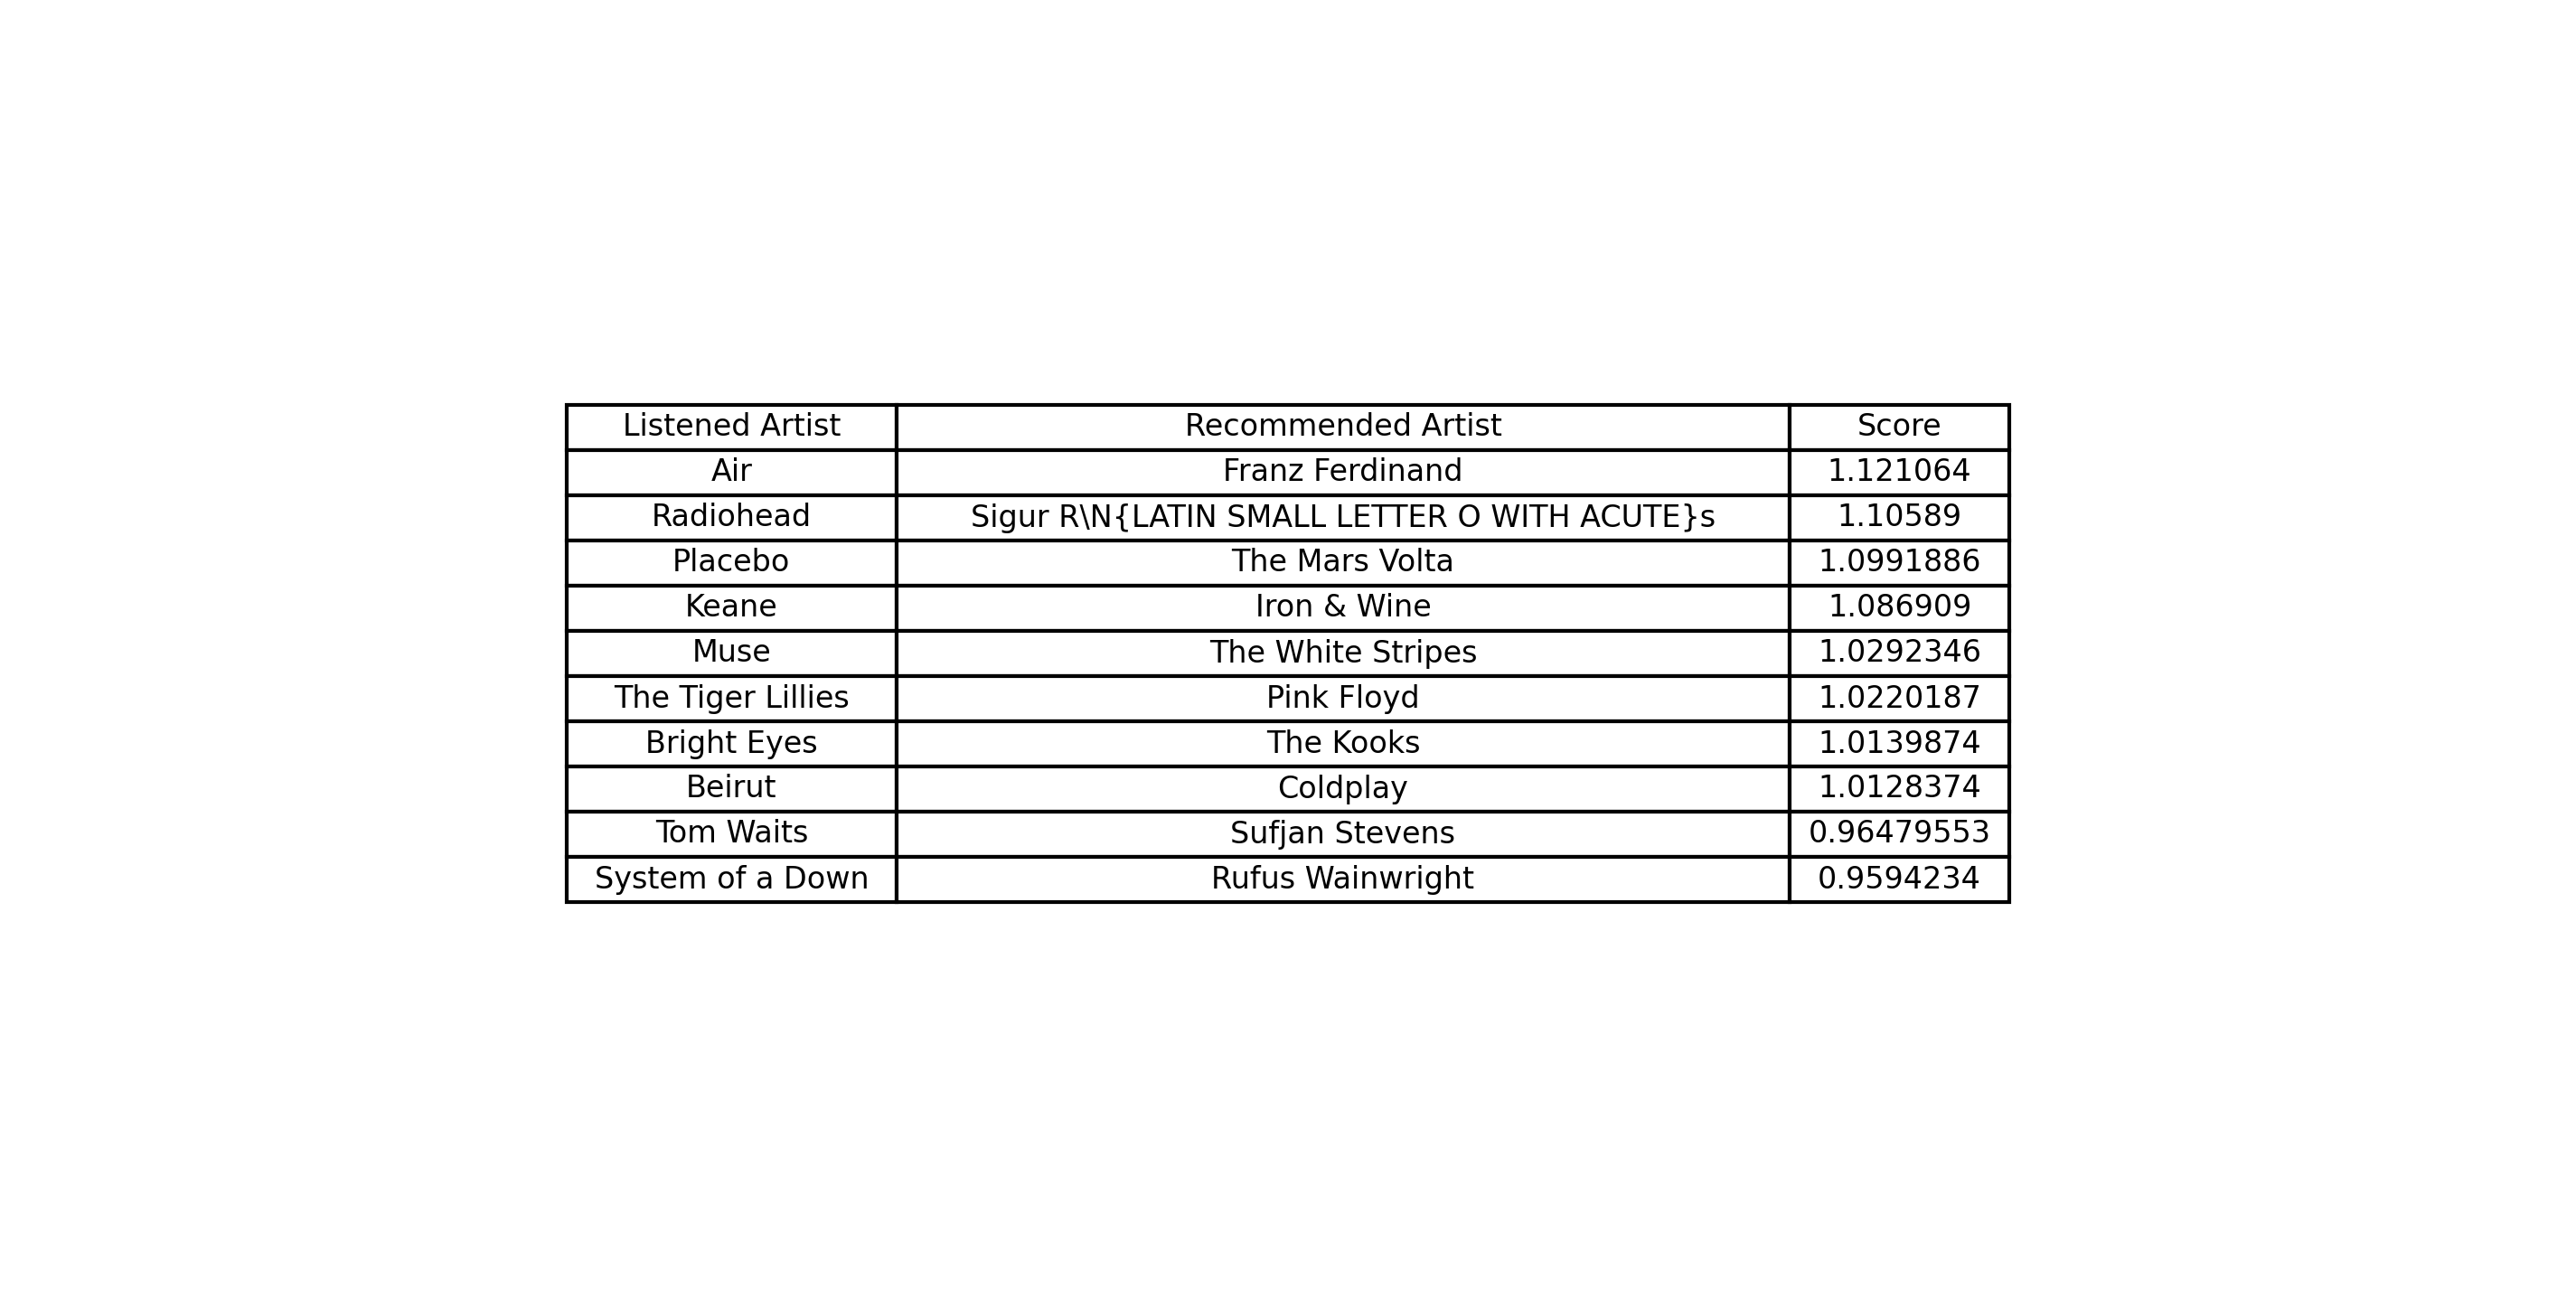 Listened Artist Recommended Artist Score
Air Franz Ferdinand 1.121064
Radiohead Sigur R\N{LATIN SMALL LETTER O WITH ACUTE}s 1.10589
Placebo The Mars Volta 1.0991886
Keane Iron & Wine 1.086909
Muse The White Stripes 1.0292346
The Tiger Lillies Pink Floyd 1.0220187
Bright Eyes The Kooks 1.0139874
Beirut Coldplay 1.0128374
Tom Waits Sufjan Stevens 0.96479553
System of a Down Rufus Wainwright 0.9594234